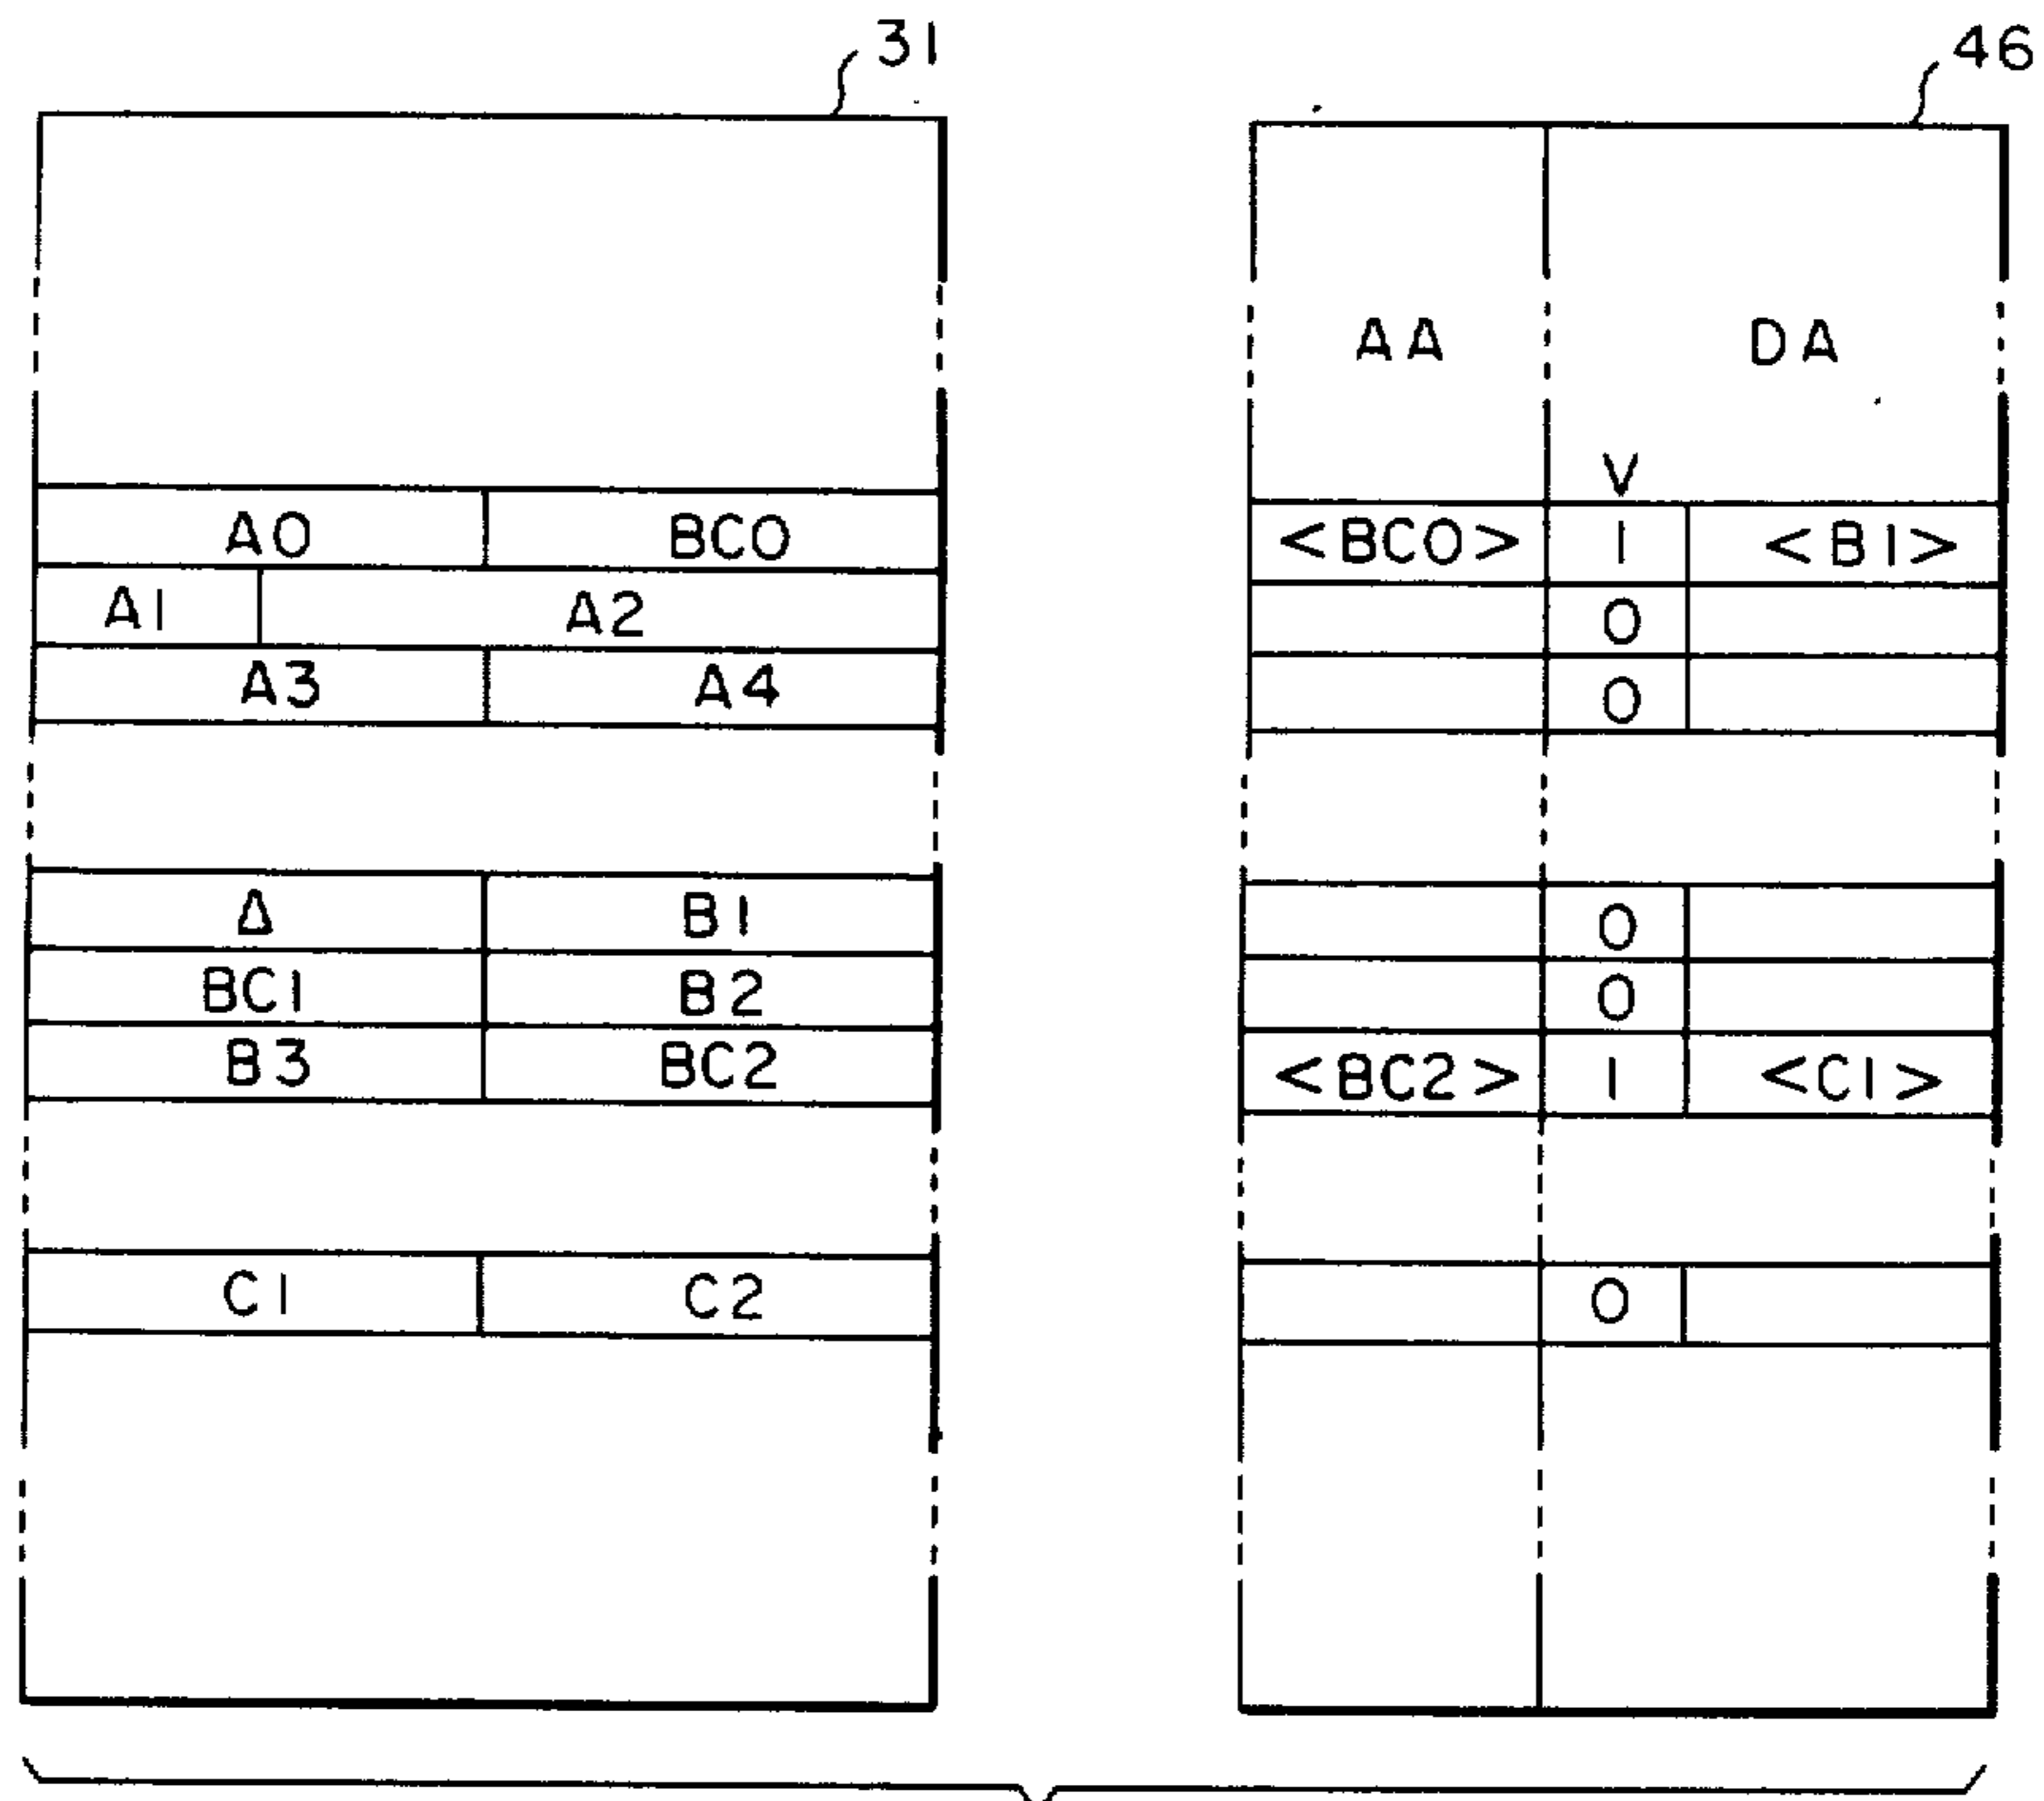 31
46
AA DA
V
A0 BC0 <BC0> 1 <B1>
A1 A2 0
A3 A4 0
Δ B1 0
BC1 B2 0
B3 BC2 <BC2> 1 <C1>
C1 C2 0